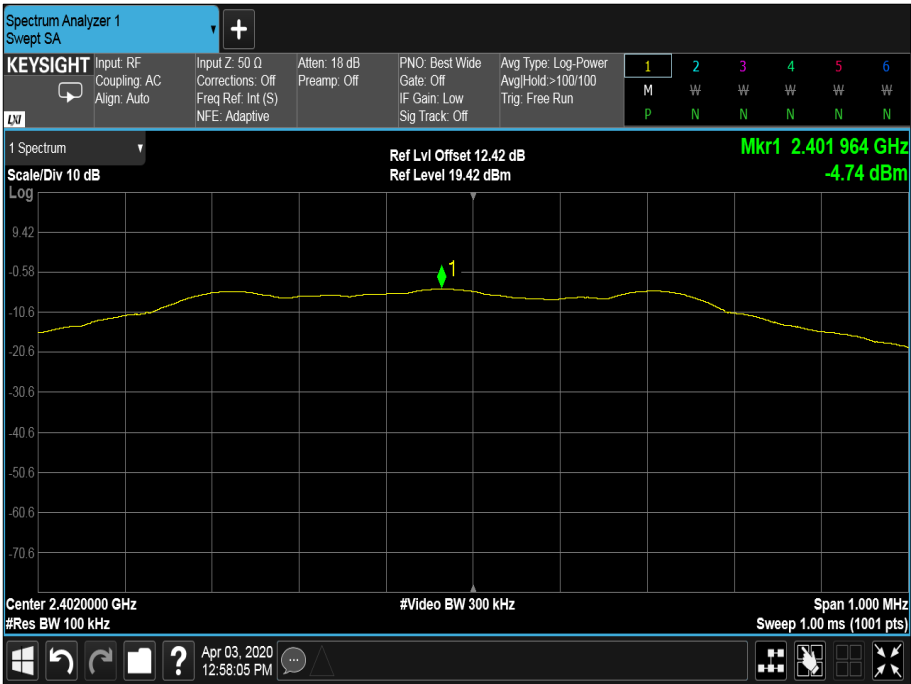 Spectrum Analyzer 1
Swept SA
+
KEYSIGHT
LXI
Input: RF
Coupling: AC
Align: Auto
Input Z: 50 Ω
Corrections: Off
Freq Ref: Int (S)
NFE: Adaptive
Atten: 18 dB
Preamp: Off
PNO: Best Wide
Gate: Off
IF Gain: Low
Sig Track: Off
Avg Type: Log-Power
Avg|Hold:>100/100
Trig: Free Run
1 2 3 4 5 6
M W W W W W
P N N N N N
1 Spectrum
Scale/Div 10 dB
Log
Ref Lvl Offset 12.42 dB
Ref Level 19.42 dBm
Mkr1 2.401 964 GHz
-4.74 dBm
1
9.42
-0.58
-10.6
-20.6
-30.6
-40.6
-50.6
-60.6
-70.6
Center 2.4020000 GHz
#Res BW 100 kHz
#Video BW 300 kHz
Span 1.000 MHz
Sweep 1.00 ms (1001 pts)
?
Apr 03, 2020
12:58:05 PM